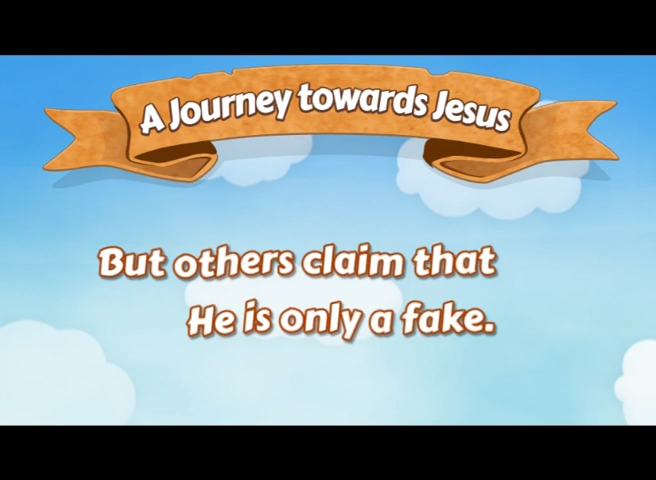 A Journey towards Jesus
But others claim that
He is only a fake.